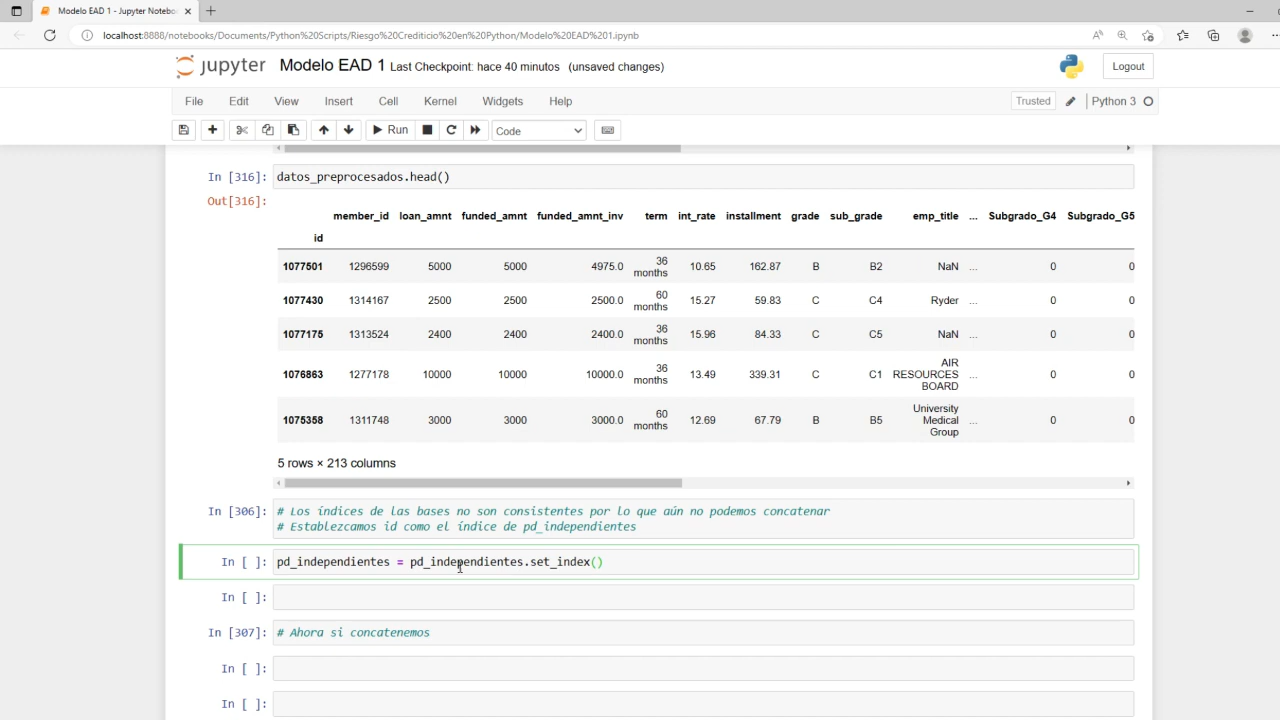 Modelo EAD 1 - Jupyter Notebo
localhost:8888/notebooks/Documents/Python%20Scripts/Riesgo%20Crediticio%20en%20Python/Modelo%20EAD%201.ipynb
jupyter Modelo EAD 1 Last Checkpoint: hace 40 minutos (unsaved changes) Logout
File Edit View Insert Cell Kernel Widgets Help Trusted Python 3
Run Code
In [316]: datos_preprocesados.head()
Out[316]:
member_id loan_amnt funded_amnt funded_amnt_inv term int_rate installment grade sub_grade emp_title ... Subgrado_G4 Subgrado_G5
id
1077501 1296599 5000 5000 4975.0 36 months 10.65 162.87 B B2 NaN ... 0 0
1077430 1314167 2500 2500 2500.0 60 months 15.27 59.83 C C4 Ryder ... 0 0
1077175 1313524 2400 2400 2400.0 36 months 15.96 84.33 C C5 NaN ... 0 0
1076863 1277178 10000 10000 10000.0 36 months 13.49 339.31 C C1 AIR RESOURCES BOARD ... 0 0
1075358 1311748 3000 3000 3000.0 60 months 12.69 67.79 B B5 University Medical Group ... 0 0
5 rows × 213 columns
In [306]: # Los índices de las bases no son consistentes por lo que aún no podemos concatenar
# Establezcamos id como el índice de pd_independientes
In [ ]: pd_independientes = pd_independientes.set_index()
In [ ]:
In [307]: # Ahora si concatenemos
In [ ]:
In [ ]: